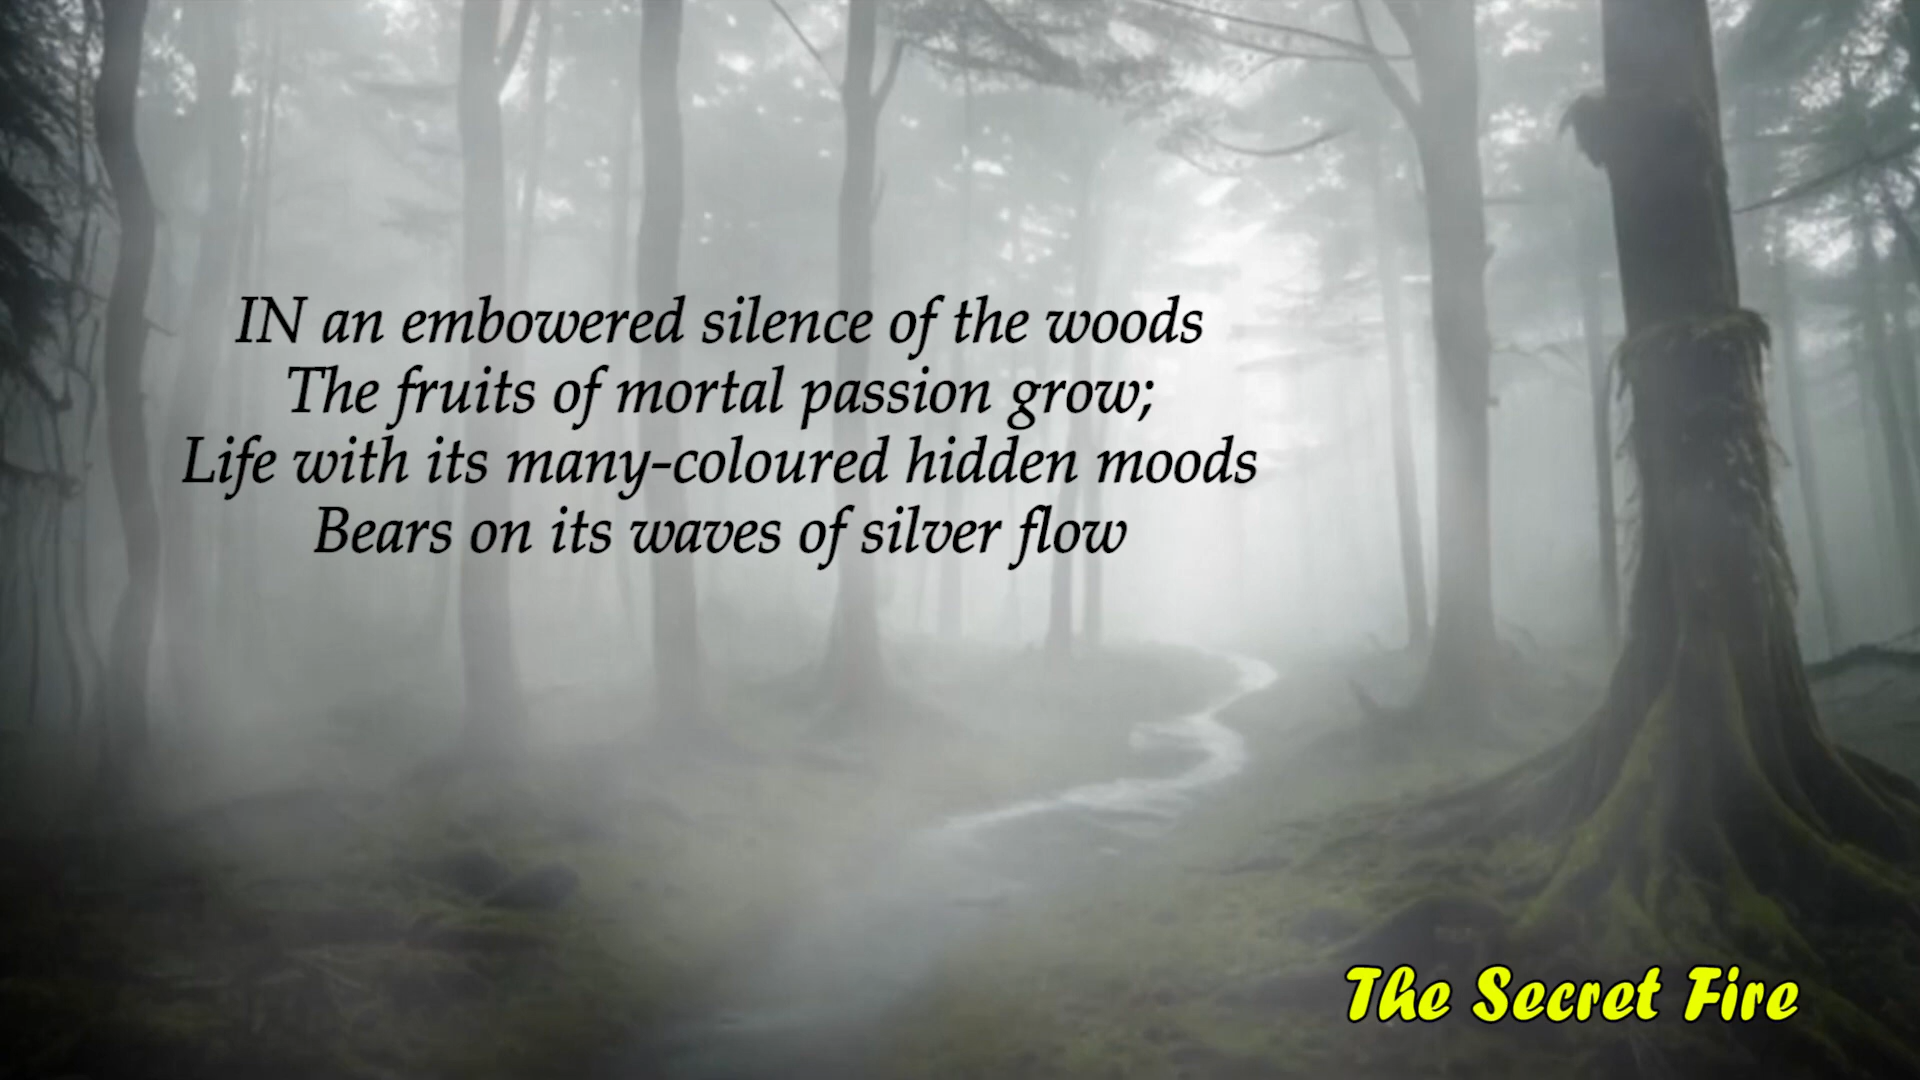 IN an embowered silence of the woods
The fruits of mortal passion grow;
Life with its many-coloured hidden moods
Bears on its waves of silver flow
The Secret Fire